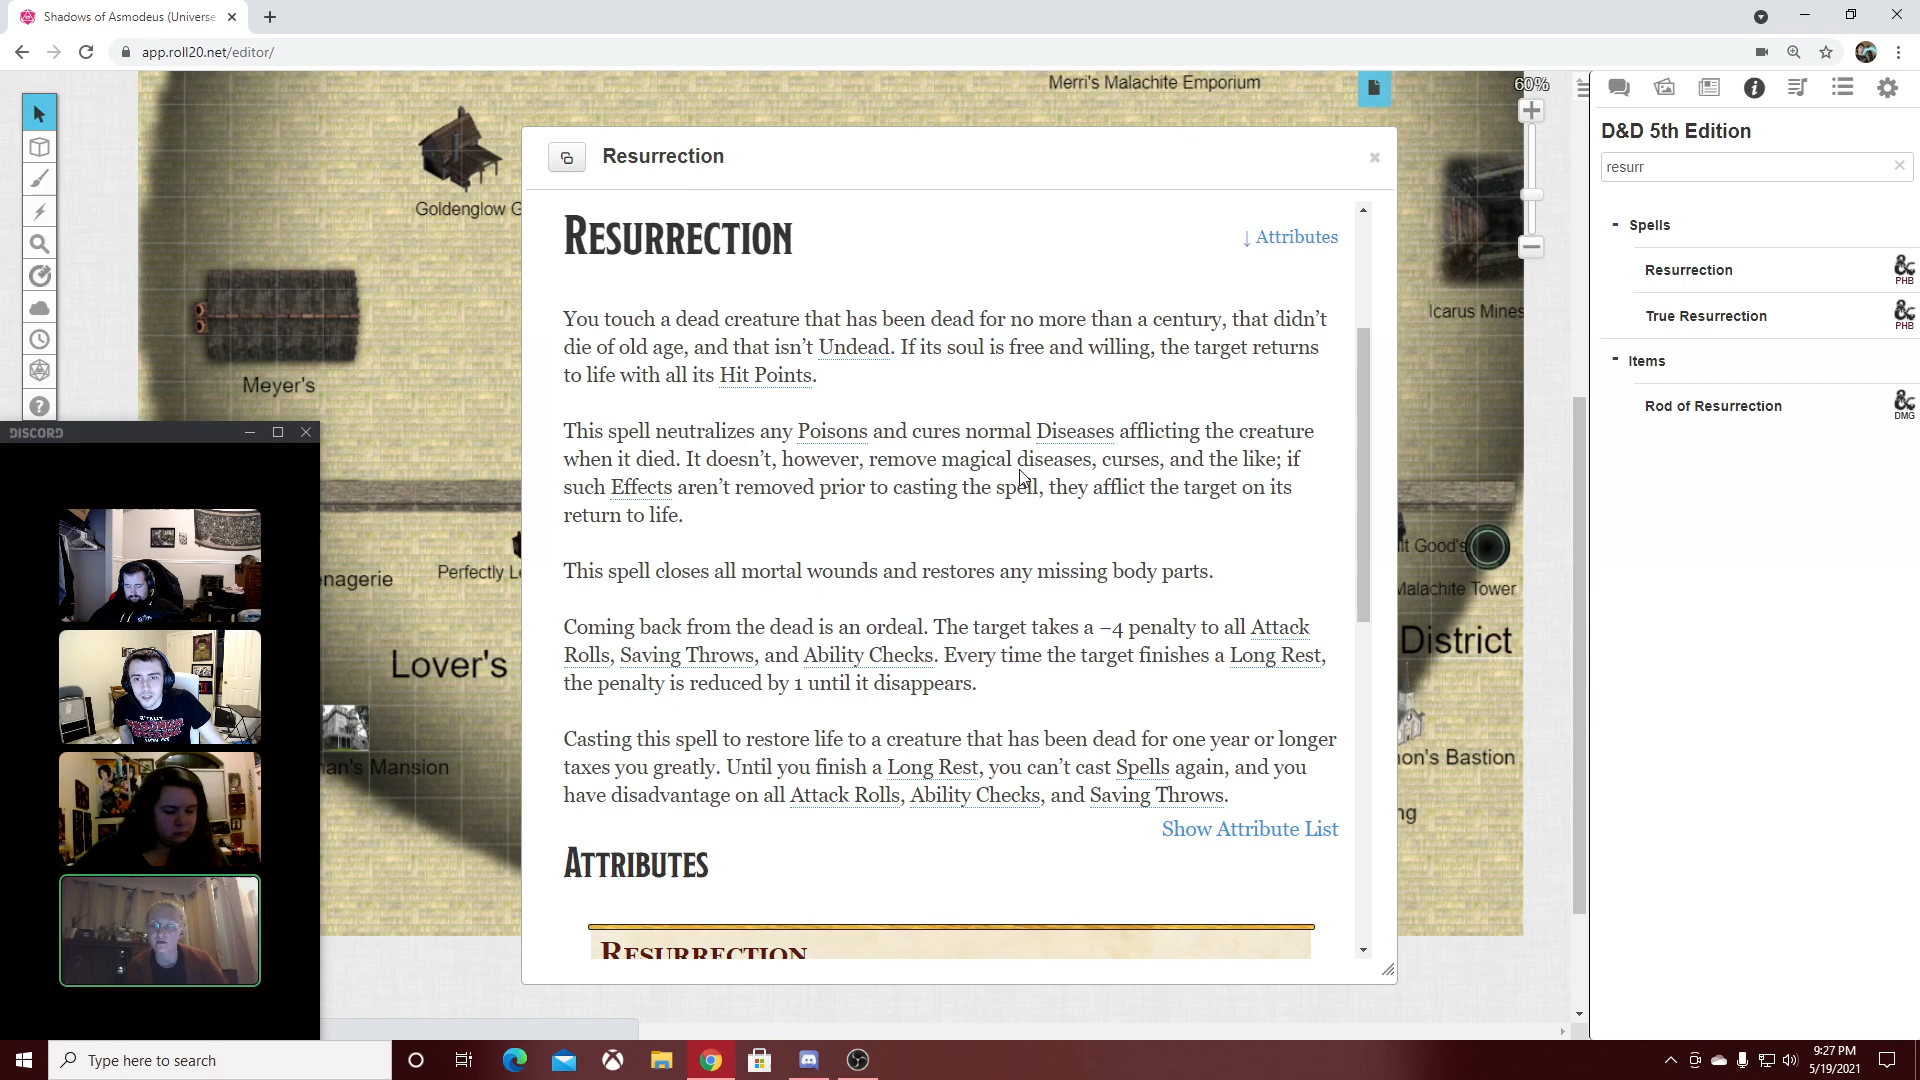 Shadows of Asmodeus (Universe
app.roll20.net/editor/
Merri's Malachite Emporium
60%
Goldenglow G
Meyer's
Icarus Mines
enagerie
Perfectly L
Lover's
an's Mansion
lt Good's
Malachite Tower
District
on's Bastion
ng
Resurrection
Resurrection
↓ Attributes
You touch a dead creature that has been dead for no more than a century, that didn't
die of old age, and that isn't Undead. If its soul is free and willing, the target returns
to life with all its Hit Points.
This spell neutralizes any Poisons and cures normal Diseases afflicting the creature
when it died. It doesn't, however, remove magical diseases, curses, and the like; if
such Effects aren't removed prior to casting the spell, they afflict the target on its
return to life.
This spell closes all mortal wounds and restores any missing body parts.
Coming back from the dead is an ordeal. The target takes a −4 penalty to all Attack
Rolls, Saving Throws, and Ability Checks. Every time the target finishes a Long Rest,
the penalty is reduced by 1 until it disappears.
Casting this spell to restore life to a creature that has been dead for one year or longer
taxes you greatly. Until you finish a Long Rest, you can't cast Spells again, and you
have disadvantage on all Attack Rolls, Ability Checks, and Saving Throws.
Show Attribute List
Attributes
Resurrection
D&D 5th Edition
resurr
- Spells
Resurrection
PHB
True Resurrection
PHB
- Items
Rod of Resurrection
DMG
DISCORD
Type here to search
9:27 PM
5/19/2021